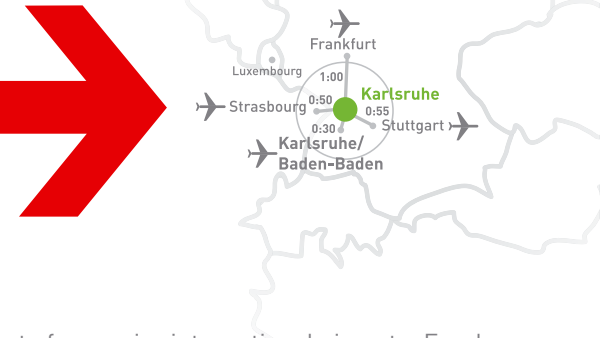 Frankfurt
Luxembourg
1:00
Karlsruhe
0:50
Strasbourg
0:55
Stuttgart
0:30
Karlsruhe/
Baden-Baden